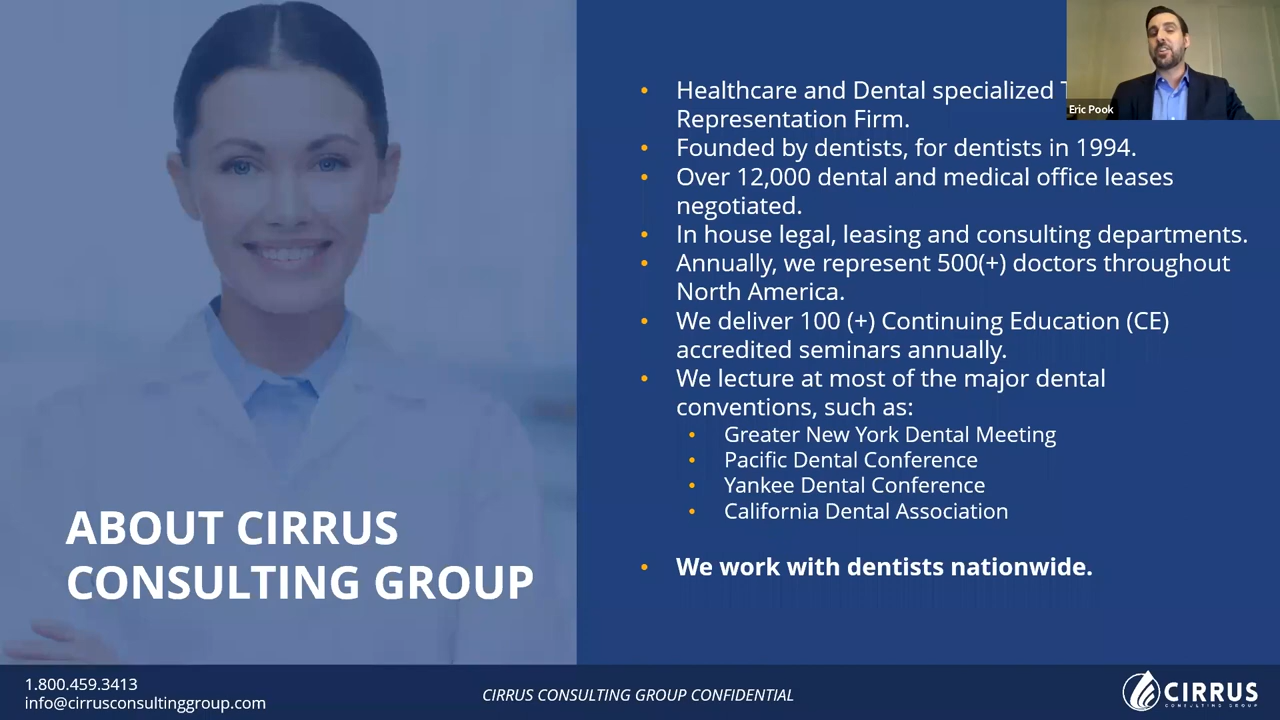 Healthcare and Dental specialized
Representation Firm.
Founded by dentists, for dentists in 1994.
Over 12,000 dental and medical office leases
negotiated.
In house legal, leasing and consulting departments.
Annually, we represent 500(+) doctors throughout
North America.
We deliver 100 (+) Continuing Education (CE)
accredited seminars annually.
We lecture at most of the major dental
conventions, such as:
Greater New York Dental Meeting
Pacific Dental Conference
Yankee Dental Conference
California Dental Association
We work with dentists nationwide.
Eric Pook
ABOUT CIRRUS
CONSULTING GROUP
1.800.459.3413
info@cirrusconsultinggroup.com
CIRRUS CONSULTING GROUP CONFIDENTIAL
CIRRUS
CONSULTING GROUP